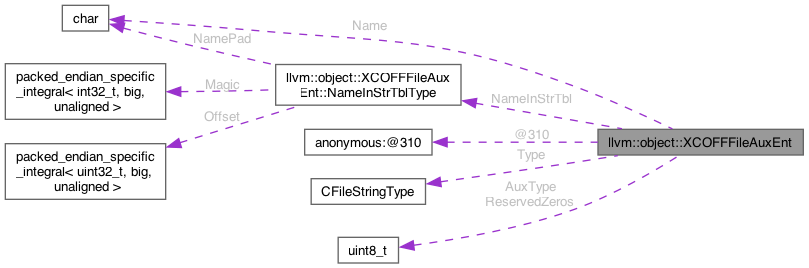 char
Name
NamePad
packed_endian_specific
_integral< int32_t, big,
unaligned >
Magic
llvm::object::XCOFFFileAux
Ent::NameInStrTblType
NameInStrTbl
Offset
anonymous:@310
@310
llvm::object::XCOFFFileAuxEnt
packed_endian_specific
_integral< uint32_t, big,
unaligned >
Type
CFileStringType
AuxType
ReservedZeros
uint8_t